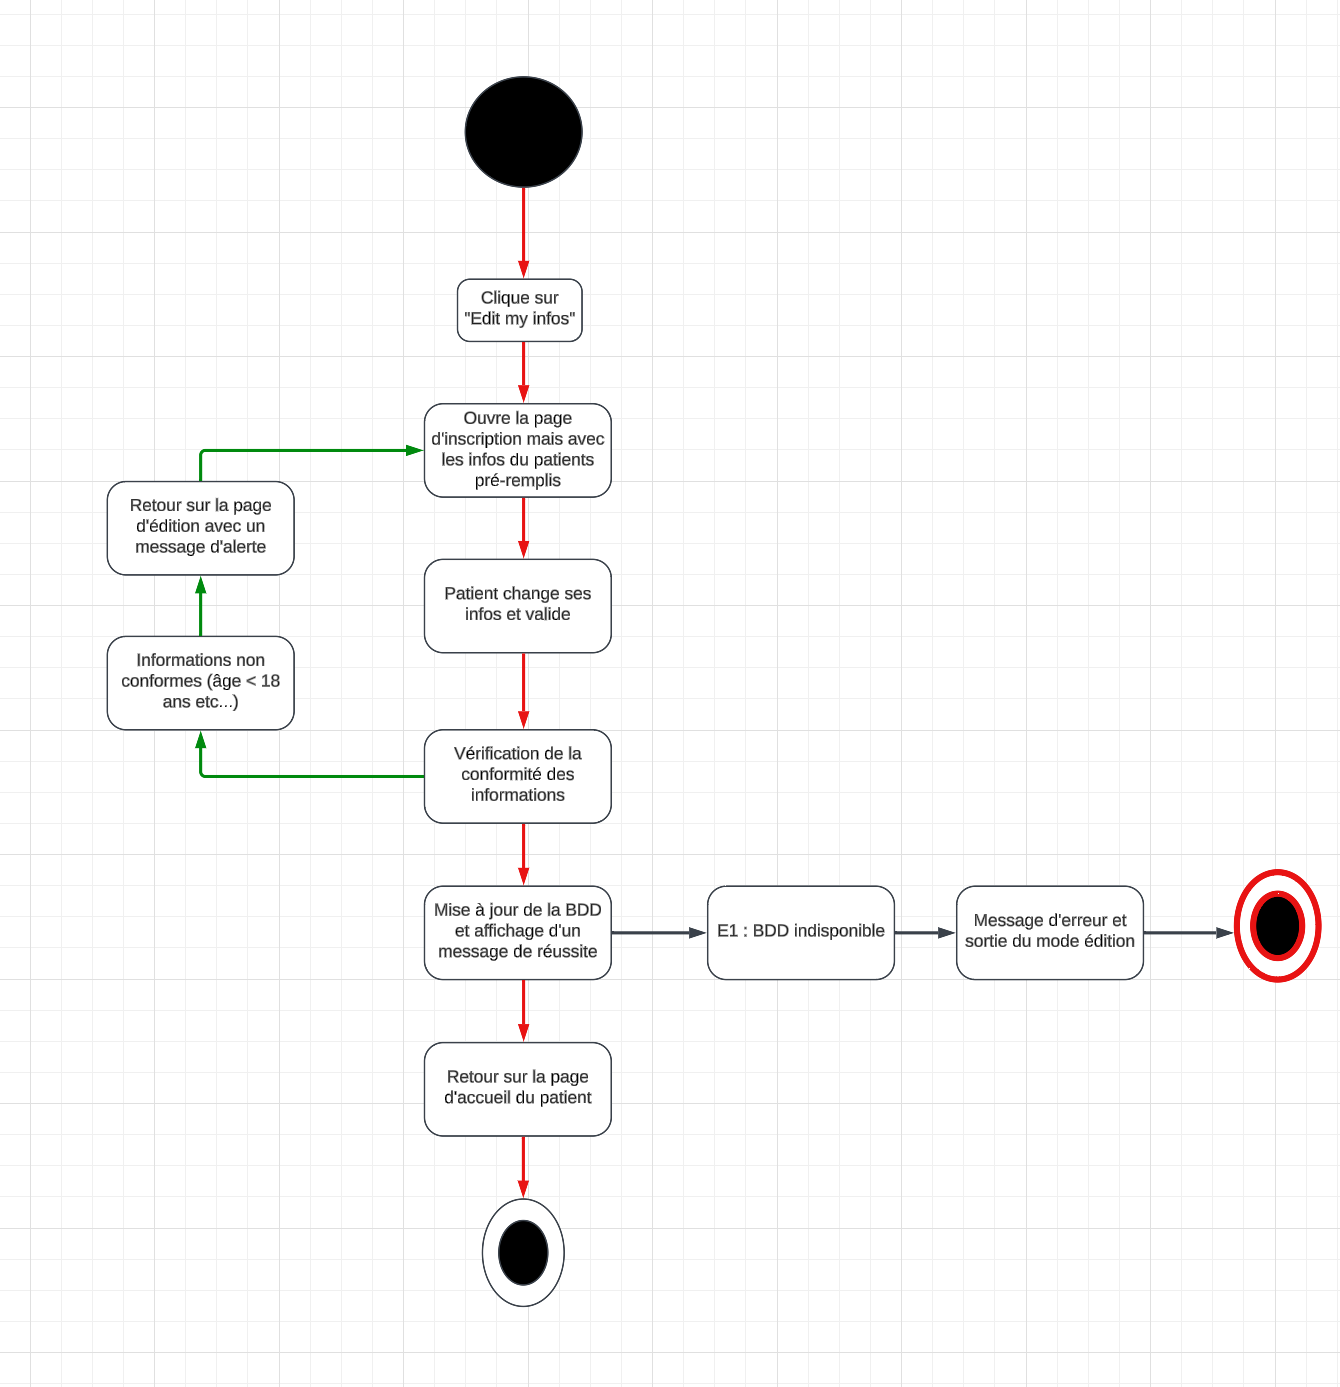 Clique sur
"Edit my infos"
Ouvre la page
d'inscription mais avec
les infos du patients
pré-remplis
Retour sur la page
d'édition avec un
message d'alerte
Patient change ses
infos et valide
Informations non
conformes (âge < 18
ans etc...)
Vérification de la
conformité des
informations
Mise à jour de la BDD
et affichage d'un
message de réussite
E1 : BDD indisponible
Message d'erreur et
sortie du mode édition
Retour sur la page
d'accueil du patient